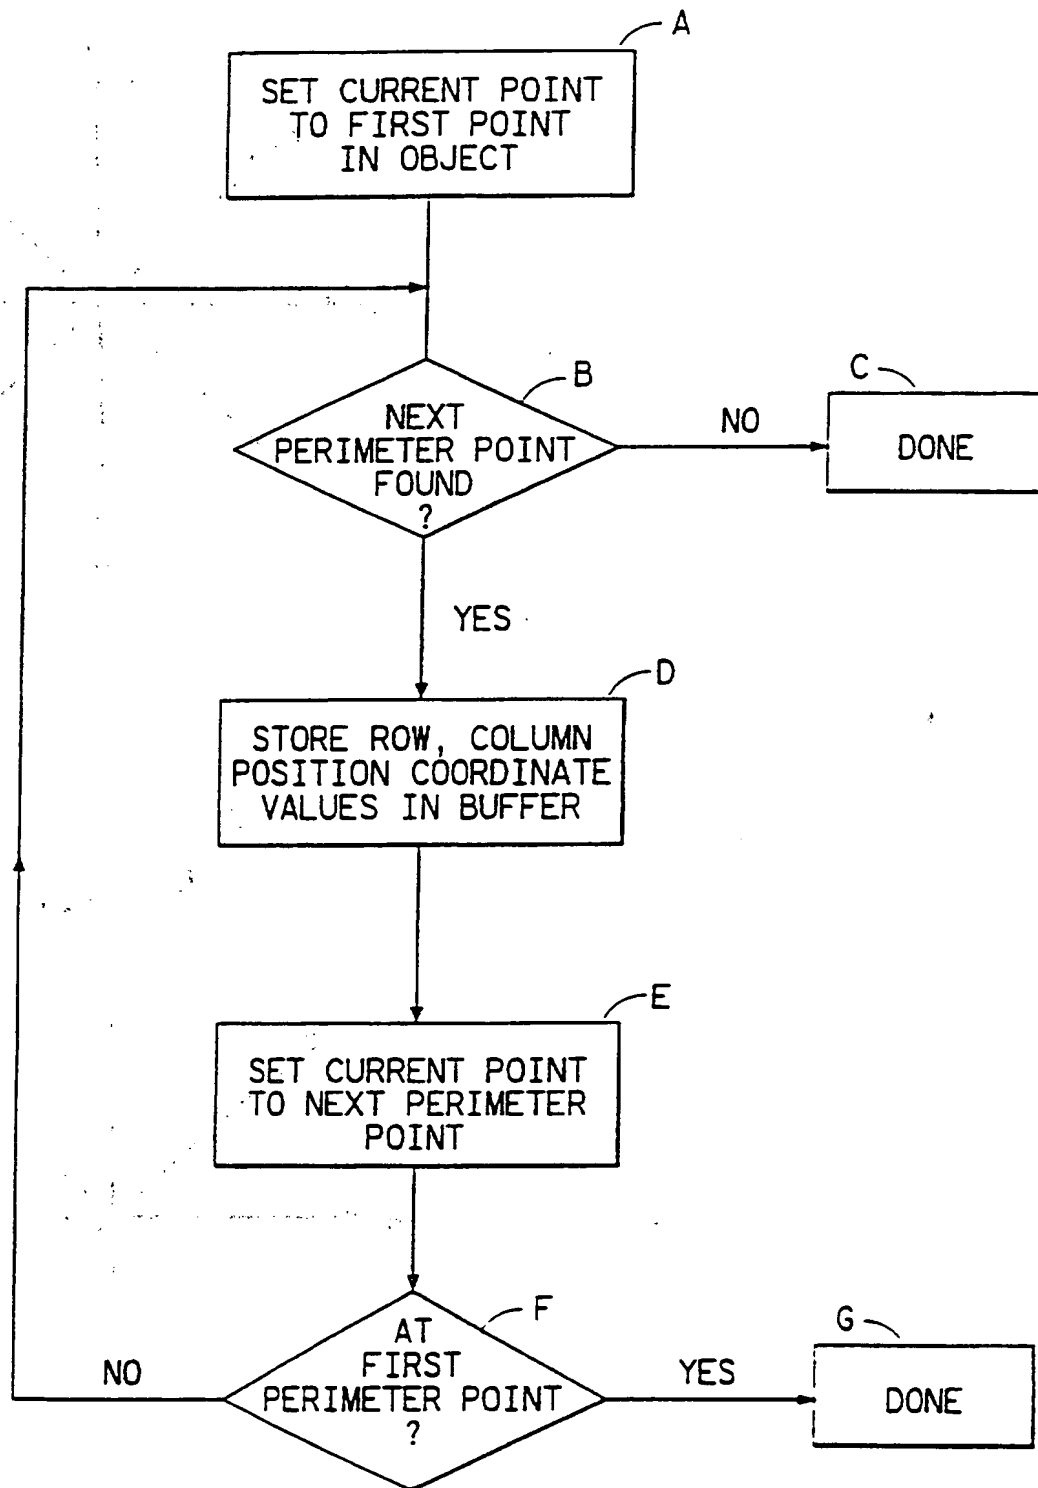 A
SET CURRENT POINT
TO FIRST POINT
IN OBJECT
B
NEXT
PERIMETER POINT
FOUND
?
NO
C
DONE
YES
D
STORE ROW, COLUMN
POSITION COORDINATE
VALUES IN BUFFER
E
SET CURRENT POINT
TO NEXT PERIMETER
POINT
F
AT
FIRST
PERIMETER POINT
?
NO
YES
G
DONE